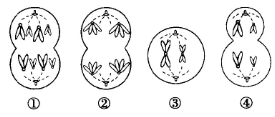 ① ② ③ ④